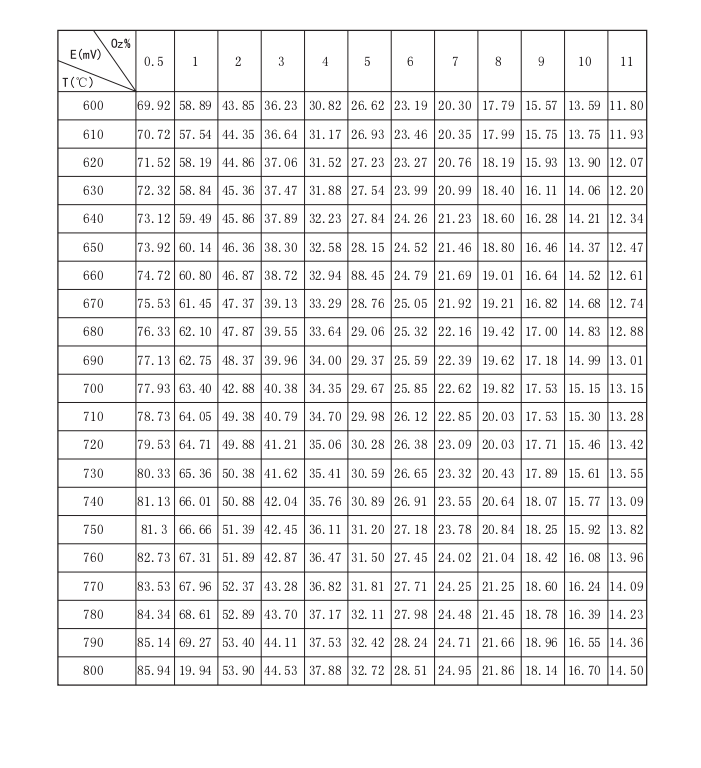 Oz%
E(mV)
T(℃)
0.5 1 2 3 4 5 6 7 8 9 10 11
600 69.92 58.89 43.85 36.23 30.82 26.62 23.19 20.30 17.79 15.57 13.59 11.80
610 70.72 57.54 44.35 36.64 31.17 26.93 23.46 20.35 17.99 15.75 13.75 11.93
620 71.52 58.19 44.86 37.06 31.52 27.23 23.27 20.76 18.19 15.93 13.90 12.07
630 72.32 58.84 45.36 37.47 31.88 27.54 23.99 20.99 18.40 16.11 14.06 12.20
640 73.12 59.49 45.86 37.89 32.23 27.84 24.26 21.23 18.60 16.28 14.21 12.34
650 73.92 60.14 46.36 38.30 32.58 28.15 24.52 21.46 18.80 16.46 14.37 12.47
660 74.72 60.80 46.87 38.72 32.94 88.45 24.79 21.69 19.01 16.64 14.52 12.61
670 75.53 61.45 47.37 39.13 33.29 28.76 25.05 21.92 19.21 16.82 14.68 12.74
680 76.33 62.10 47.87 39.55 33.64 29.06 25.32 22.16 19.42 17.00 14.83 12.88
690 77.13 62.75 48.37 39.96 34.00 29.37 25.59 22.39 19.62 17.18 14.99 13.01
700 77.93 63.40 42.88 40.38 34.35 29.67 25.85 22.62 19.82 17.53 15.15 13.15
710 78.73 64.05 49.38 40.79 34.70 29.98 26.12 22.85 20.03 17.53 15.30 13.28
720 79.53 64.71 49.88 41.21 35.06 30.28 26.38 23.09 20.03 17.71 15.46 13.42
730 80.33 65.36 50.38 41.62 35.41 30.59 26.65 23.32 20.43 17.89 15.61 13.55
740 81.13 66.01 50.88 42.04 35.76 30.89 26.91 23.55 20.64 18.07 15.77 13.09
750 81.3 66.66 51.39 42.45 36.11 31.20 27.18 23.78 20.84 18.25 15.92 13.82
760 82.73 67.31 51.89 42.87 36.47 31.50 27.45 24.02 21.04 18.42 16.08 13.96
770 83.53 67.96 52.37 43.28 36.82 31.81 27.71 24.25 21.25 18.60 16.24 14.09
780 84.34 68.61 52.89 43.70 37.17 32.11 27.98 24.48 21.45 18.78 16.39 14.23
790 85.14 69.27 53.40 44.11 37.53 32.42 28.24 24.71 21.66 18.96 16.55 14.36
800 85.94 19.94 53.90 44.53 37.88 32.72 28.51 24.95 21.86 18.14 16.70 14.50